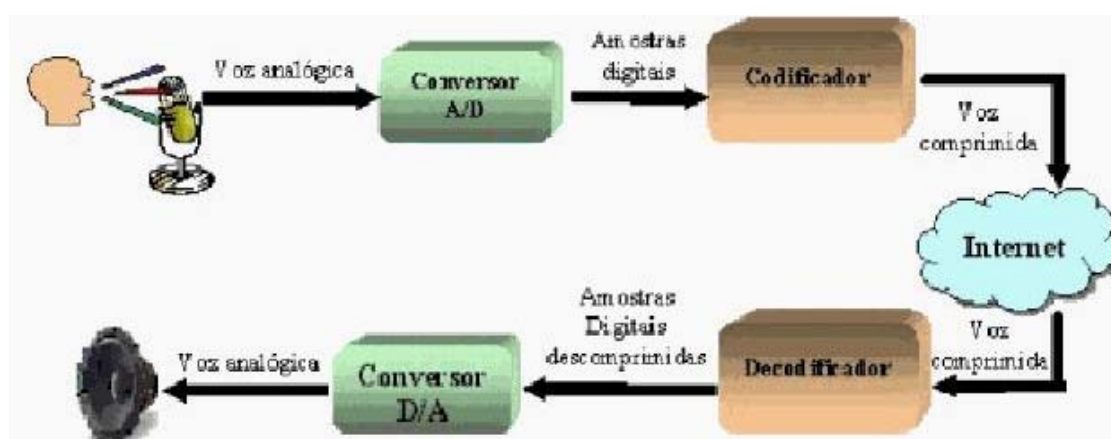 Voz analógica
Conversor
A/D
Amostras
digitais
Codificador
Voz
comprimida
Internet
Voz
comprimida
Decodificador
Amostras
Digitais
descomprimidas
Conversor
D/A
Voz analógica